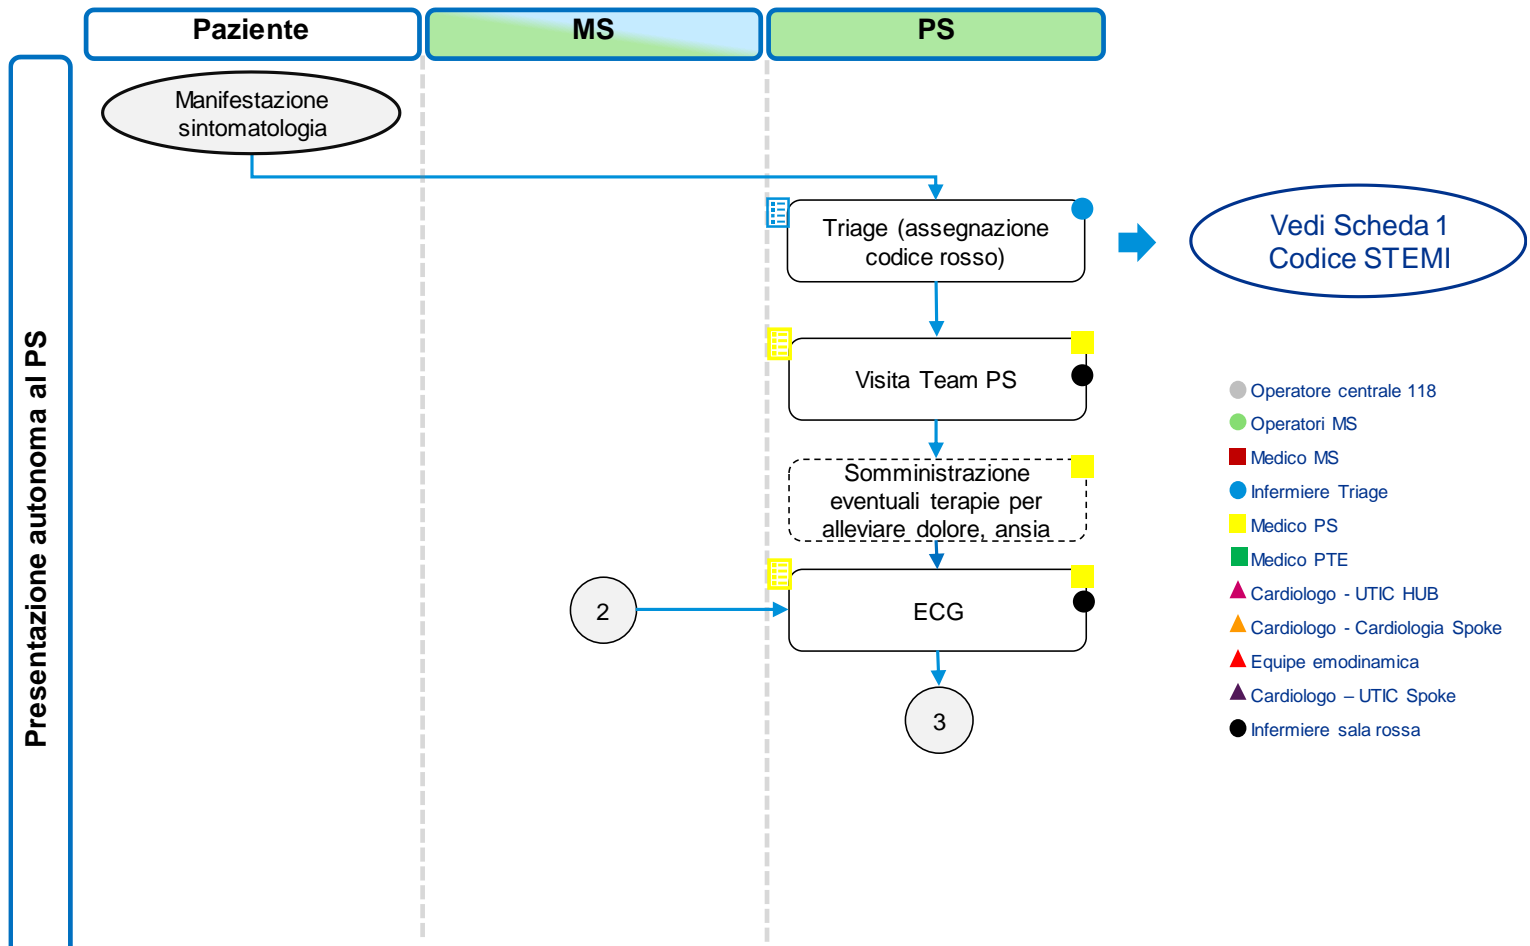 Paziente
MS
PS
Presentazione autonoma al PS
Manifestazione
sintomatologia
Triage (assegnazione
codice rosso)
Vedi Scheda 1
Codice STEMI
Visita Team PS
Somministrazione
eventuali terapie per
alleviare dolore, ansia
2
ECG
3
Operatore centrale 118
Operatori MS
Medico MS
Infermiere Triage
Medico PS
Medico PTE
Cardiologo - UTIC HUB
Cardiologo - Cardiologia Spoke
Equipe emodinamica
Cardiologo – UTIC Spoke
Infermiere sala rossa